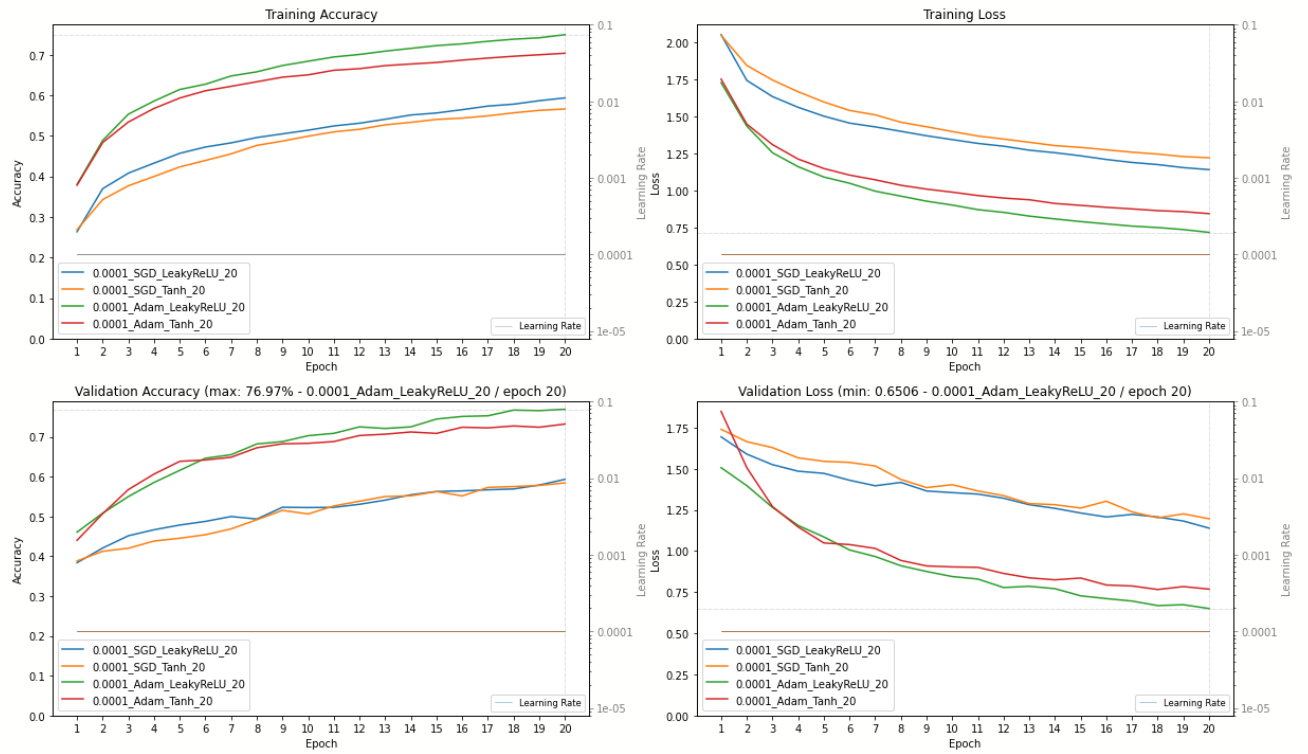 Training Accuracy
0.7
0.6
0.5
0.4
0.3
0.2
0.1
0.0
Accuracy
0.1
0.01
0.001
0.0001
1e-05
Learning Rate
0.0001_SGD_LeakyReLU_20
0.0001_SGD_Tanh_20
0.0001_Adam_LeakyReLU_20
0.0001_Adam_Tanh_20
Learning Rate
1 2 3 4 5 6 7 8 9 10 11 12 13 14 15 16 17 18 19 20
Epoch
Training Loss
2.00
1.75
1.50
1.25
1.00
0.75
0.50
0.25
0.00
Loss
0.1
0.01
0.001
0.0001
1e-05
Learning Rate
0.0001_SGD_LeakyReLU_20
0.0001_SGD_Tanh_20
0.0001_Adam_LeakyReLU_20
0.0001_Adam_Tanh_20
Learning Rate
1 2 3 4 5 6 7 8 9 10 11 12 13 14 15 16 17 18 19 20
Epoch
Validation Accuracy (max: 76.97% - 0.0001_Adam_LeakyReLU_20 / epoch 20)
0.7
0.6
0.5
0.4
0.3
0.2
0.1
0.0
Accuracy
0.1
0.01
0.001
0.0001
1e-05
Learning Rate
0.0001_SGD_LeakyReLU_20
0.0001_SGD_Tanh_20
0.0001_Adam_LeakyReLU_20
0.0001_Adam_Tanh_20
Learning Rate
1 2 3 4 5 6 7 8 9 10 11 12 13 14 15 16 17 18 19 20
Epoch
Validation Loss (min: 0.6506 - 0.0001_Adam_LeakyReLU_20 / epoch 20)
1.75
1.50
1.25
1.00
0.75
0.50
0.25
0.00
Loss
0.1
0.01
0.001
0.0001
1e-05
Learning Rate
0.0001_SGD_LeakyReLU_20
0.0001_SGD_Tanh_20
0.0001_Adam_LeakyReLU_20
0.0001_Adam_Tanh_20
Learning Rate
1 2 3 4 5 6 7 8 9 10 11 12 13 14 15 16 17 18 19 20
Epoch